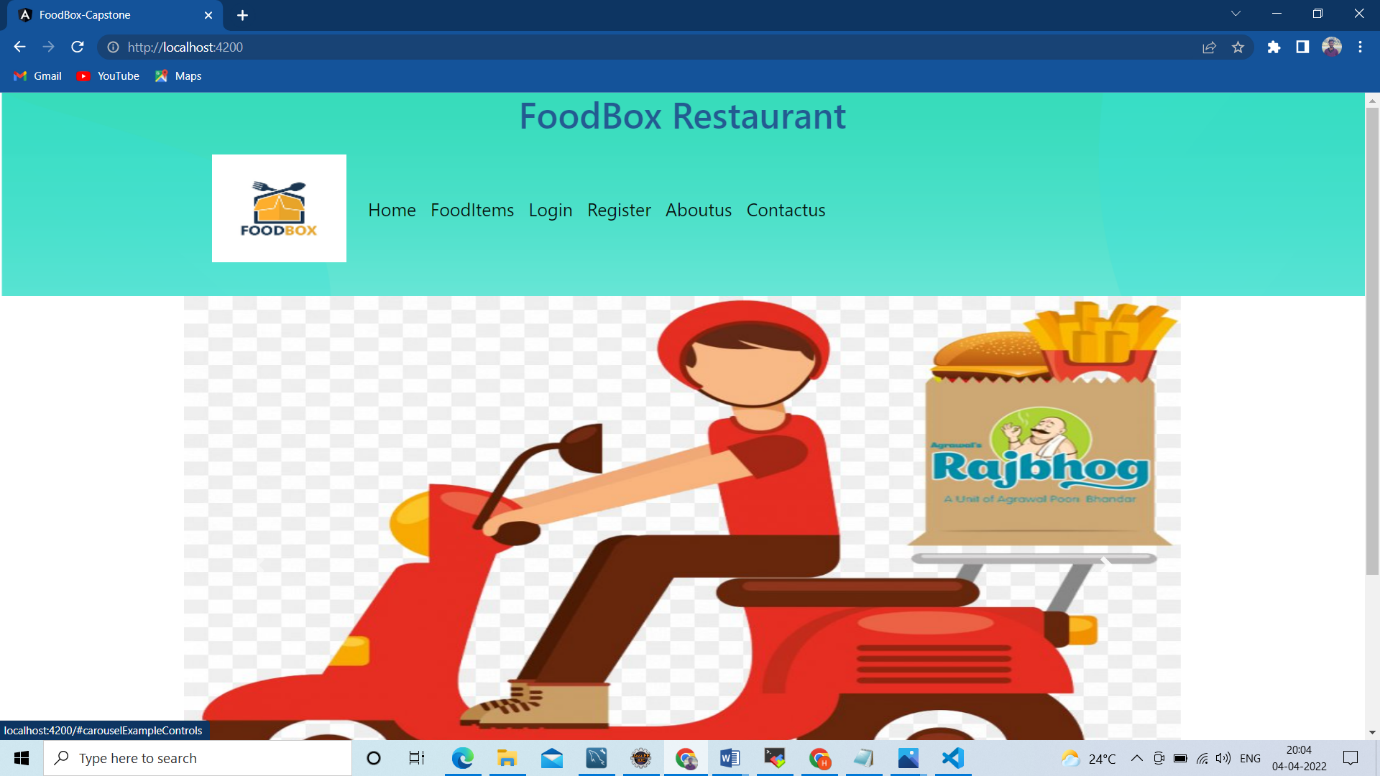 FoodBox-Capstone
http://localhost:4200
Gmail YouTube Maps
FoodBox Restaurant
FOODBOX
Home FoodItems Login Register Aboutus Contactus
Agrawal's
Rajbhog
A Unit of Agrawal Poori Bhandar
localhost:4200/#carouselExampleControls
Type here to search
24°C
ENG
20:04
04-04-2022